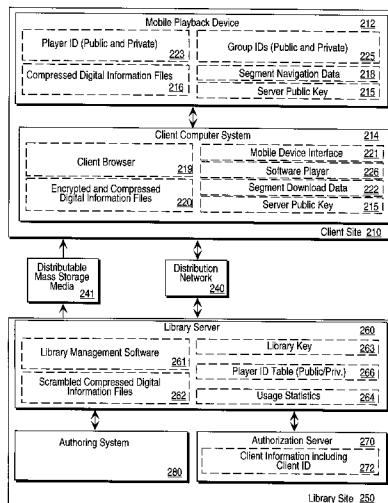 Mobile Playback Device 212
Player ID (Public and Private) 223
Group IDs (Public and Private) 225
Compressed Digital Information Files 216
Segment Navigation Data 218
Server Public Key 215
Client Computer System 214
Client Browser 219
Mobile Device Interface 221
Software Player 226
Encrypted and Compressed Digital Information Files 220
Segment Download Data 222
Server Public Key 215
Client Site 210
Distributable Mass Storage Media 241
Distribution Network 240
Library Server 260
Library Management Software 261
Library Key 263
Player ID Table (Public/Priv.) 266
Scrambled Compressed Digital Information Files 262
Usage Statistics 264
Authoring System 280
Authorization Server 270
Client Information including Client ID 272
Library Site 250